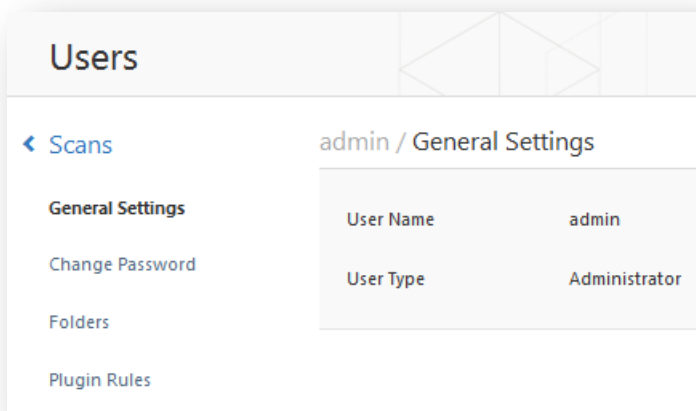 Users
Scans
General Settings
Change Password
Folders
Plugin Rules
admin / General Settings
User Name admin
User Type Administrator